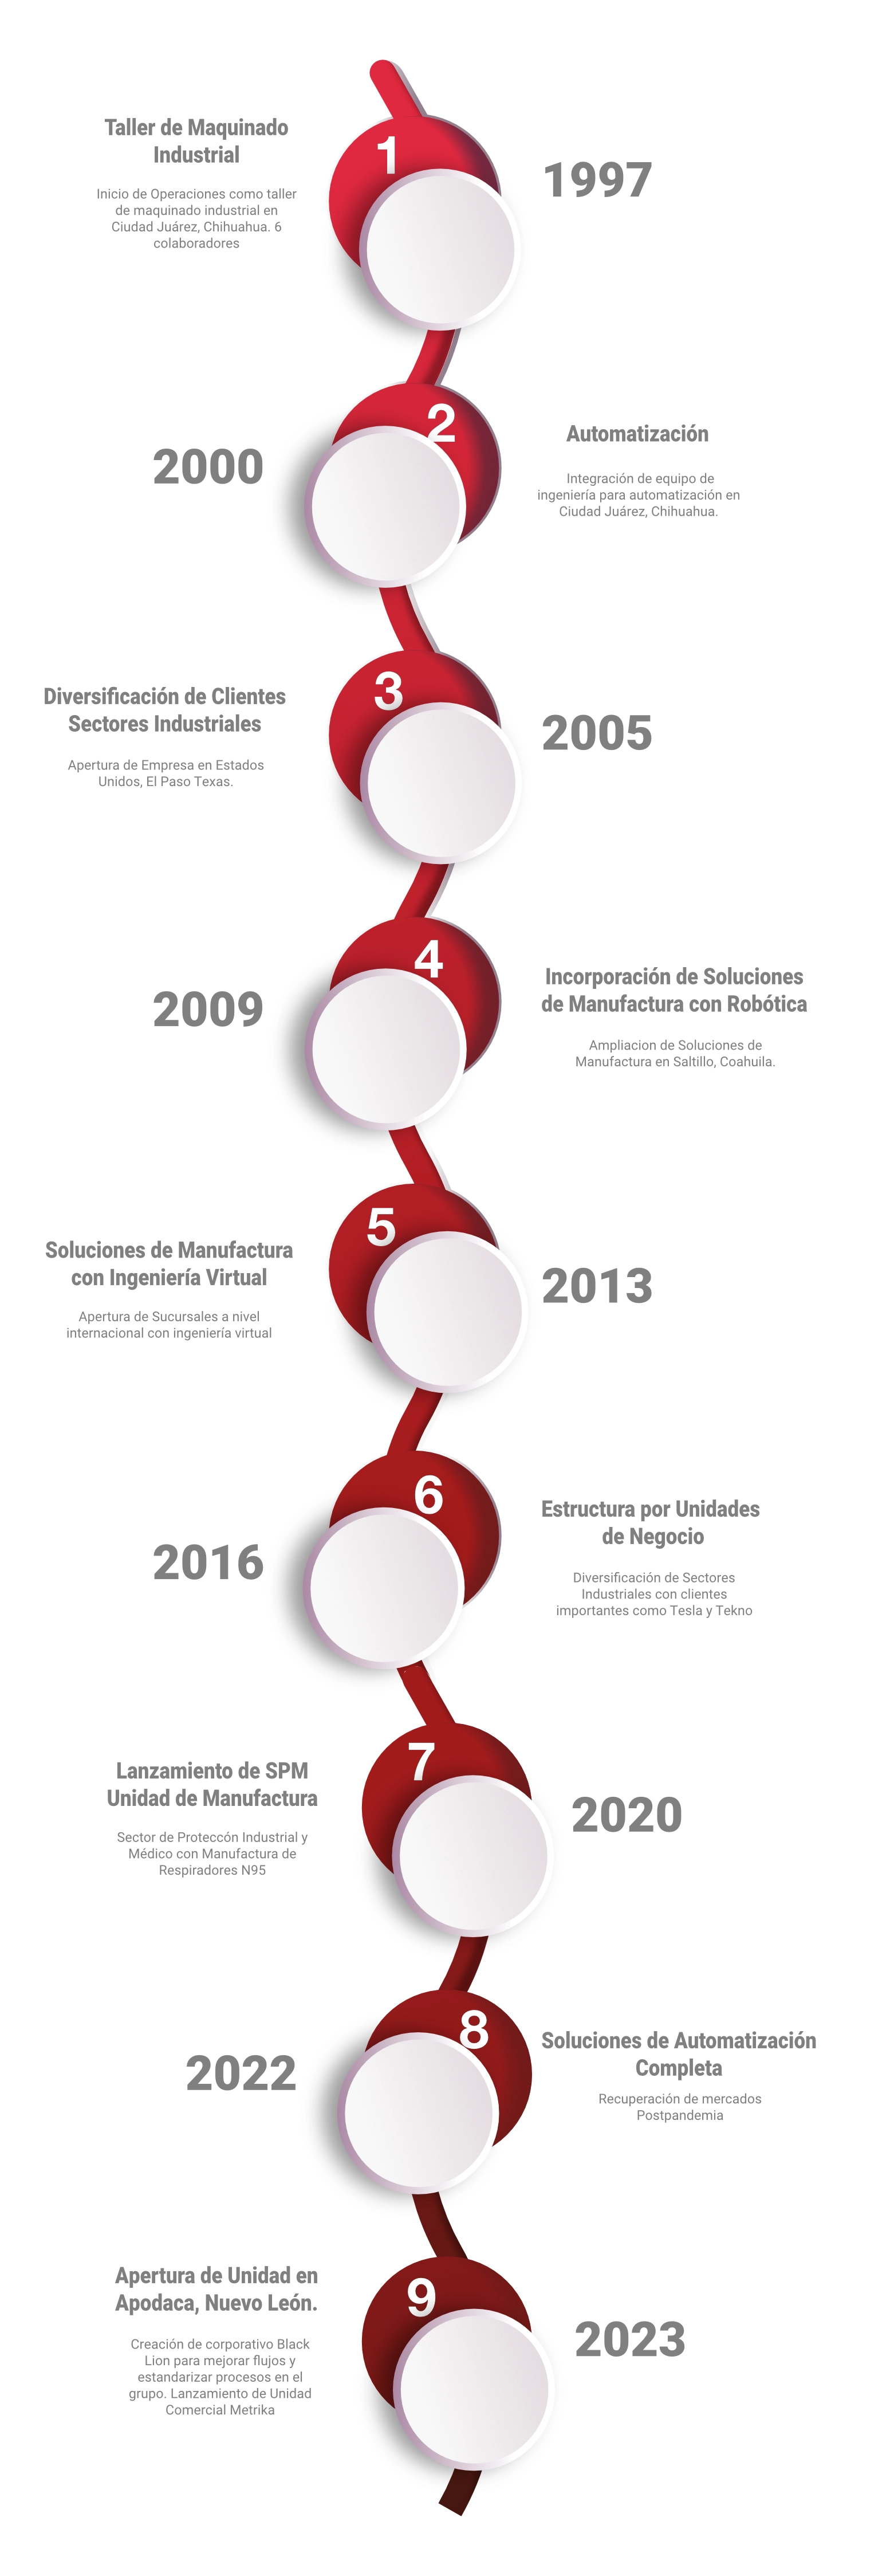 Taller de Maquinado
Industrial
Inicio de Operaciones como taller
de maquinado industrial en
Ciudad Juárez, Chihuahua. 6
colaboradores
1
1997
2000
2
Automatización
Integración de equipo de
ingeniería para automatización en
Ciudad Juárez, Chihuahua.
Diversificación de Clientes
Sectores Industriales
Apertura de Empresa en Estados
Unidos, El Paso Texas.
3
2005
2009
4
Incorporación de Soluciones
de Manufactura con Robótica
Ampliacion de Soluciones de
Manufactura en Saltillo, Coahuila.
Soluciones de Manufactura
con Ingeniería Virtual
Apertura de Sucursales a nivel
internacional con ingeniería virtual
5
2013
2016
6
Estructura por Unidades
de Negocio
Diversificación de Sectores
Industriales con clientes
importantes como Tesla y Tekno
Lanzamiento de SPM
Unidad de Manufactura
Sector de Proteccón Industrial y
Médico con Manufactura de
Respiradores N95
7
2020
2022
8
Soluciones de Automatización
Completa
Recuperación de mercados
Postpandemia
Apertura de Unidad en
Apodaca, Nuevo León.
Creación de corporativo Black
Lion para mejorar flujos y
estandarizar procesos en el
grupo. Lanzamiento de Unidad
Comercial Metrika
9
2023